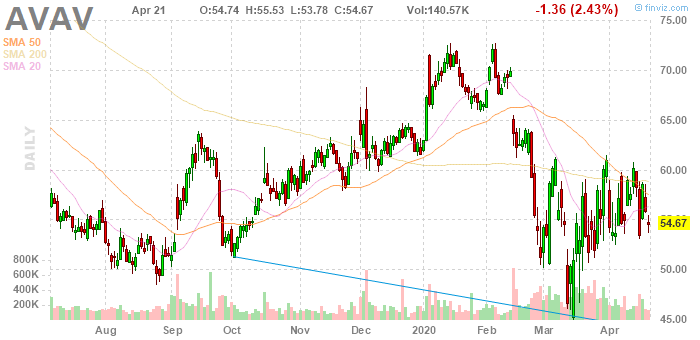 AVAV Apr 21 O:54.74 H:55.53 L:53.78 C:54.67 Vol:140.57K -1.36 (2.43%)
© finviz.com
SMA 50
SMA 200
SMA 20
DAILY
75.00
70.00
65.00
60.00
55.00
54.67
50.00
45.00
800K
600K
400K
200K
Aug Sep Oct Nov Dec 2020 Feb Mar Apr